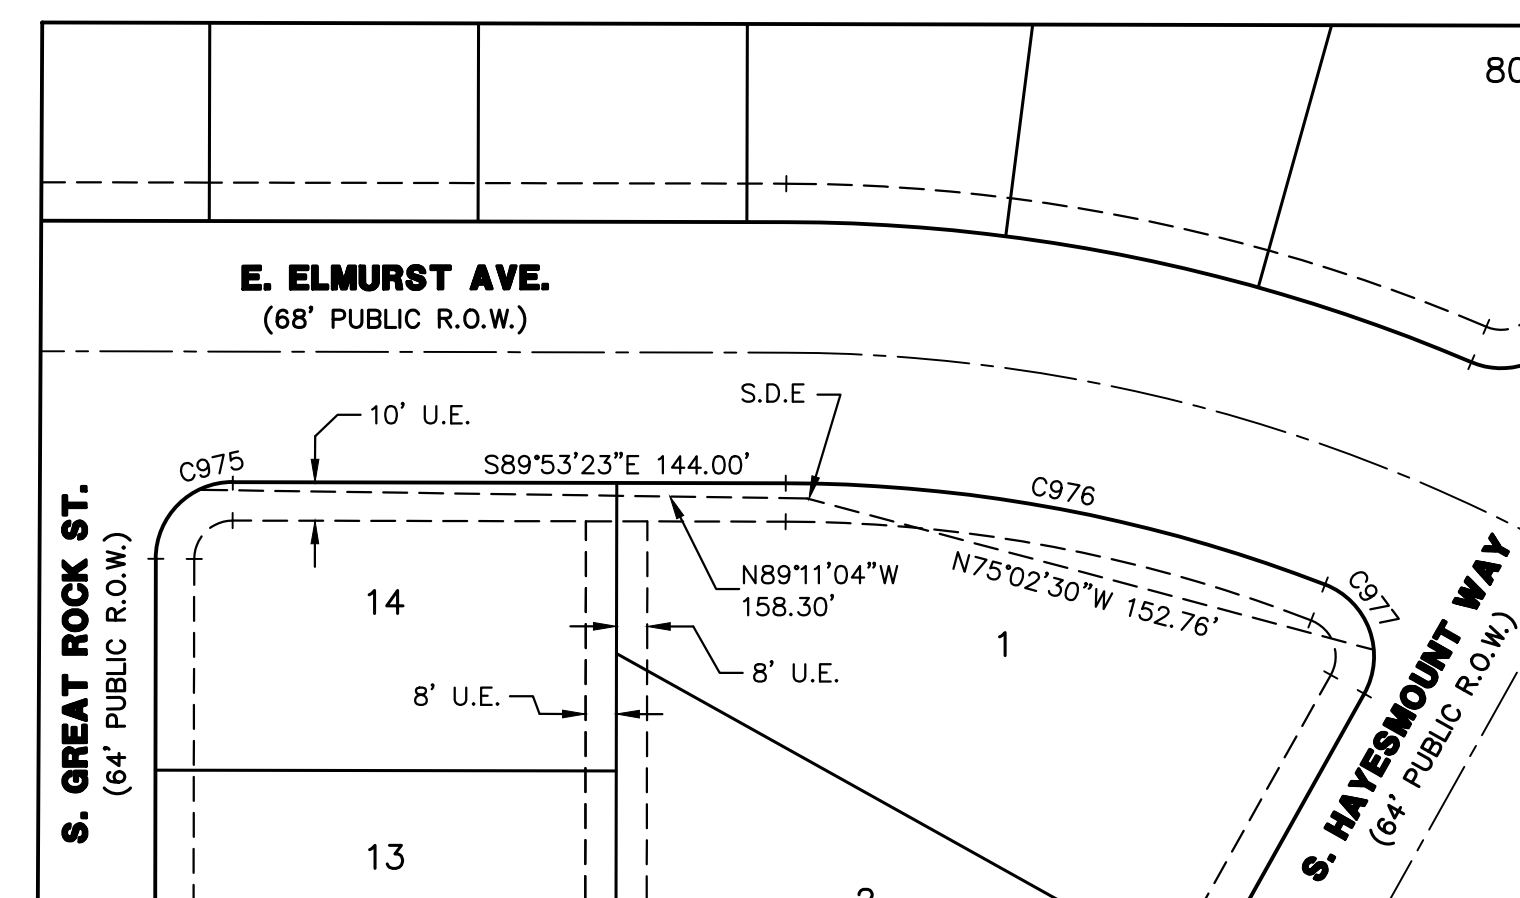 80
E. ELMURST AVE.
(68' PUBLIC R.O.W.)
S.D.E
10' U.E.
C975
S89°53'23"E 144.00'
C976
N75°02'30"W 152.76'
C977
N89°11'04"W
158.30'
14
1
8' U.E.
8' U.E.
13
S. GREAT ROCK ST.
(64' PUBLIC R.O.W.)
S. HAYESMOUNT WAY
(64' PUBLIC R.O.W.)